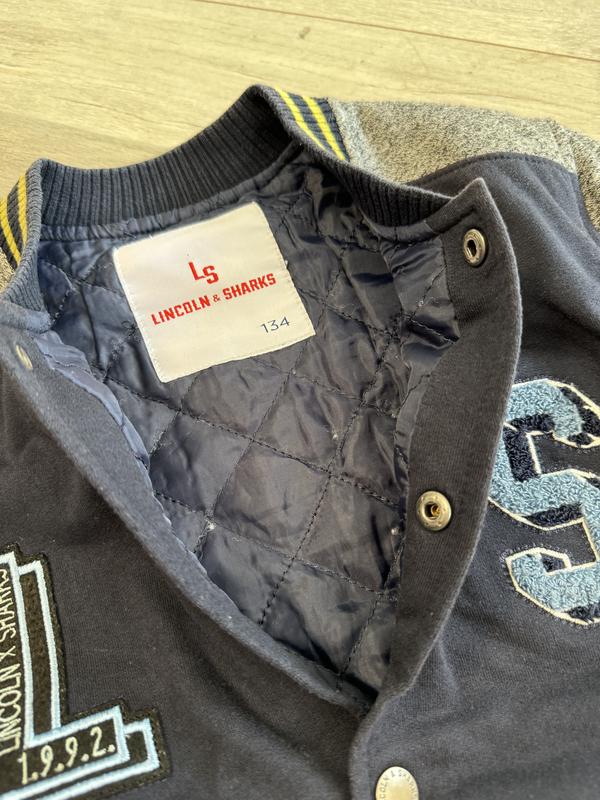 LS
LINCOLN & SHARKS
134
S
LINCOLN X SHARKS
1.9.9.2.